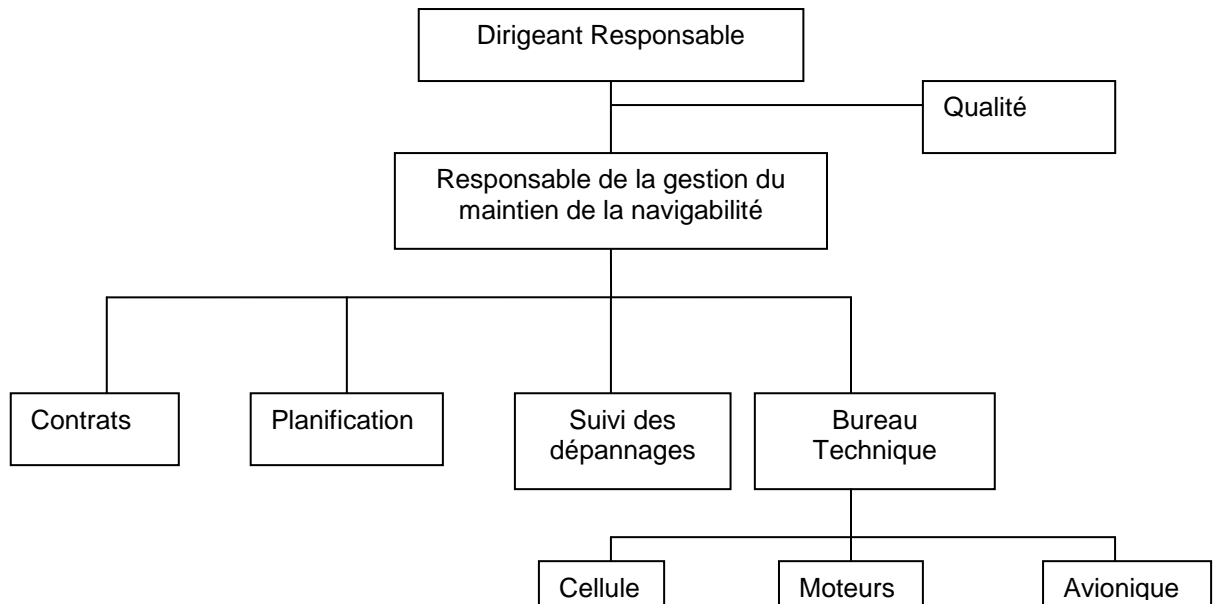 Dirigeant Responsable
Qualité
Responsable de la gestion du
maintien de la navigabilité
Contrats
Planification
Suivi des
dépannages
Bureau
Technique
Cellule
Moteurs
Avionique